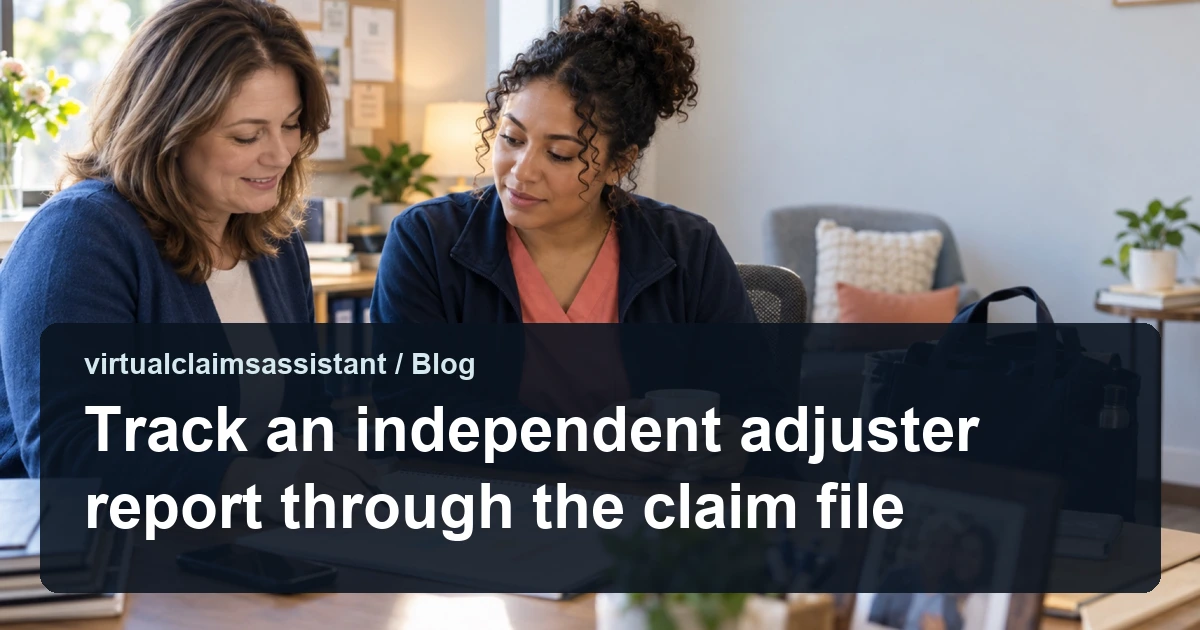 virtualclaimsassistant / Blog
Track an independent adjuster
report through the claim file